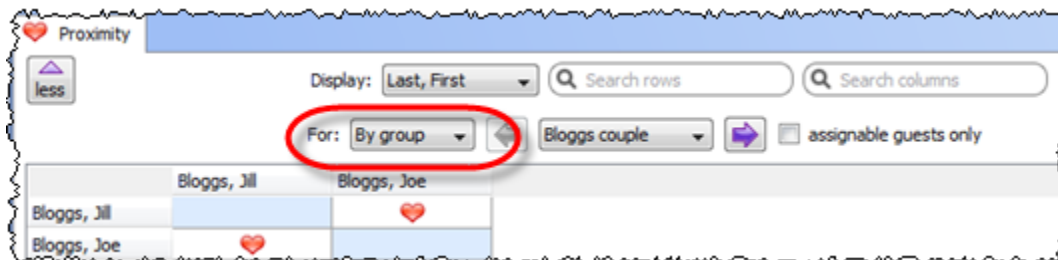 Proximity
less Display: Last, First Search rows Search columns
For: By group Bloggs couple assignable guests only
Bloggs, Jill Bloggs, Joe
Bloggs, Jill
Bloggs, Joe